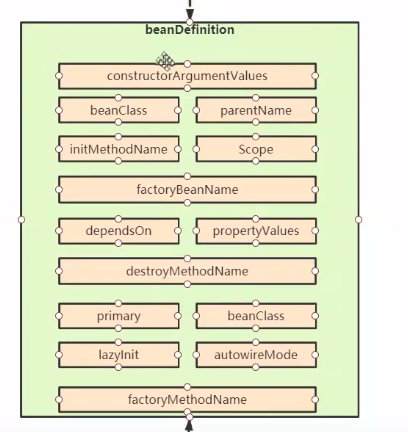 beanDefinition
constructorArgumentValues
beanClass parentName
initMethodName Scope
factoryBeanName
dependsOn propertyValues
destroyMethodName
primary beanClass
lazyInit autowireMode
factoryMethodName